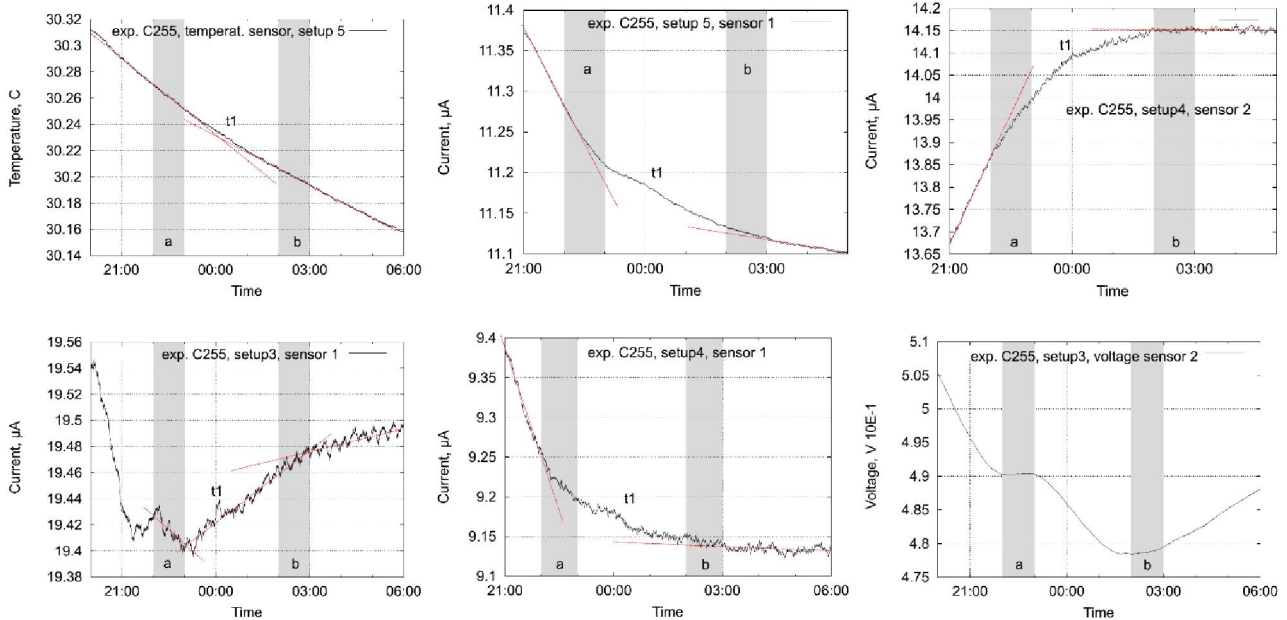 30.32
30.3
30.28
30.26
30.24
30.22
30.2
30.18
30.16
30.14
Temperature, C
exp. C255, temperat. sensor, setup 5
t1
a
b
21:00
00:00
03:00
06:00
Time
11.4
11.35
11.3
11.25
11.2
11.15
11.1
Current, µA
exp. C255, setup 5, sensor 1
a
b
t1
21:00
00:00
03:00
Time
14.2
14.15
14.1
14.05
14
13.95
13.9
13.85
13.8
13.75
13.7
13.65
Current, µA
t1
exp. C255, setup4, sensor 2
a
b
21:00
00:00
03:00
Time
19.56
19.54
19.52
19.5
19.48
19.46
19.44
19.42
19.4
19.38
Current, µA
exp. C255, setup3, sensor 1
t1
a
b
21:00
00:00
03:00
06:00
Time
9.4
9.35
9.3
9.25
9.2
9.15
9.1
Current, µA
exp. C255, setup4, sensor 1
t1
a
b
21:00
00:00
03:00
06:00
Time
5.1
5.05
5
4.95
4.9
4.85
4.8
4.75
Voltage, V 10E-1
exp. C255, setup3, voltage sensor 2
a
b
21:00
00:00
03:00
06:00
Time